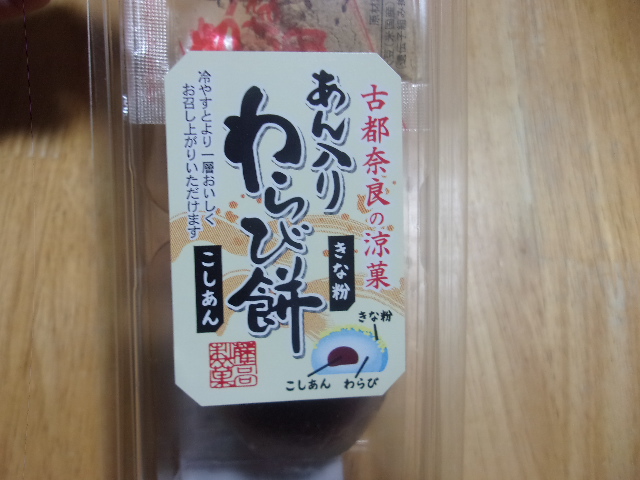 古都奈良の涼菓
あん入り
わらび餅
きな粉
こしあん
冷やすとより一層おいしく
お召し上がりいただけます
きな粉
こしあん わらび